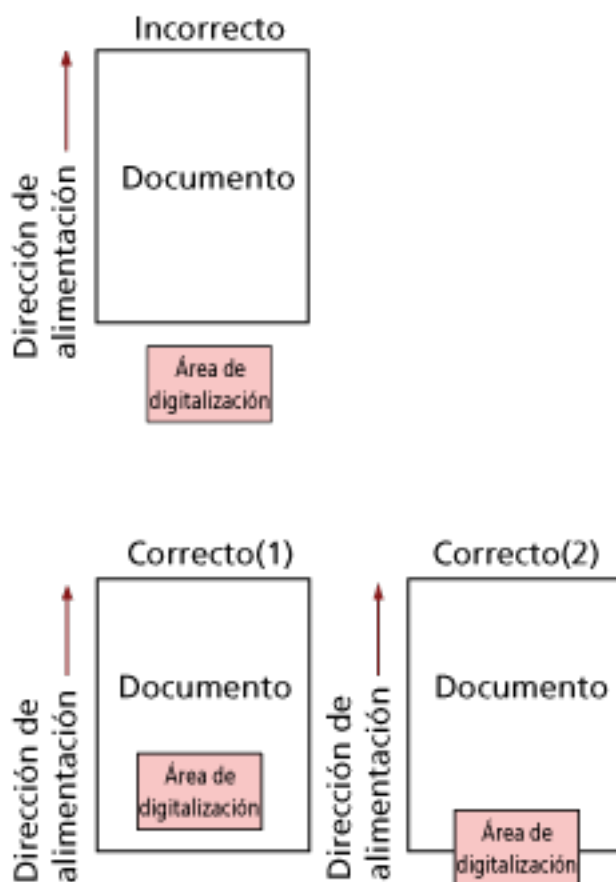 Incorrecto
Dirección de
alimentación
Documento
Área de
digitalización
Correcto(1)
Dirección de
alimentación
Documento
Área de
digitalización
Correcto(2)
Dirección de
alimentación
Documento
Área de
digitalización